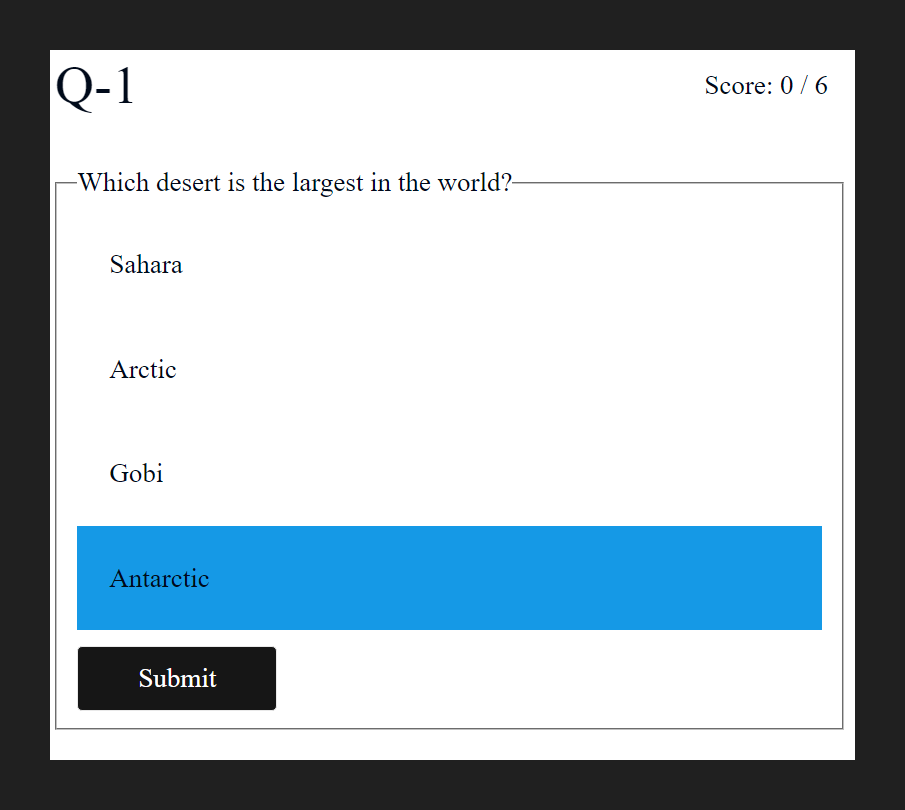 Q-1
Score: 0 / 6
Which desert is the largest in the world?
Sahara
Arctic
Gobi
Antarctic
Submit